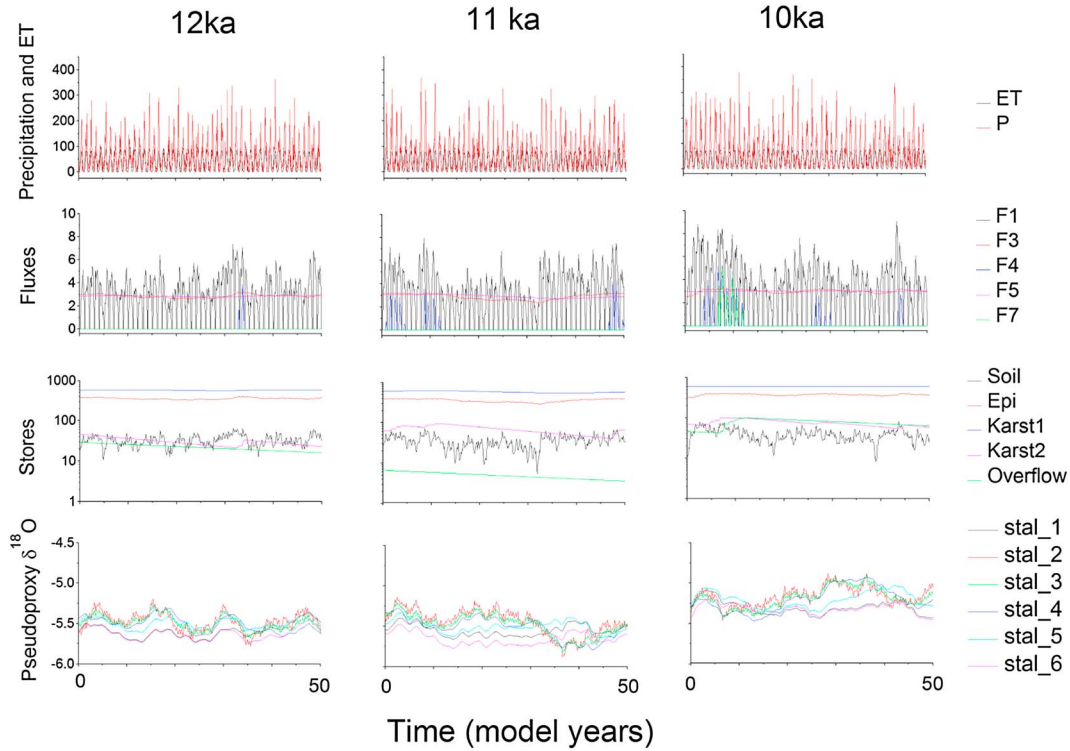 12ka
11 ka
10ka
Precipitation and ET
400
300
200
100
0
ET
P
Fluxes
10
8
6
4
2
0
F1
F3
F4
F5
F7
Stores
1000
100
10
1
Soil
Epi
Karst1
Karst2
Overflow
Pseudoproxy δ18O
-4.5
-5.0
-5.5
-6.0
stal_1
stal_2
stal_3
stal_4
stal_5
stal_6
0 50 0 50 0 50
Time (model years)